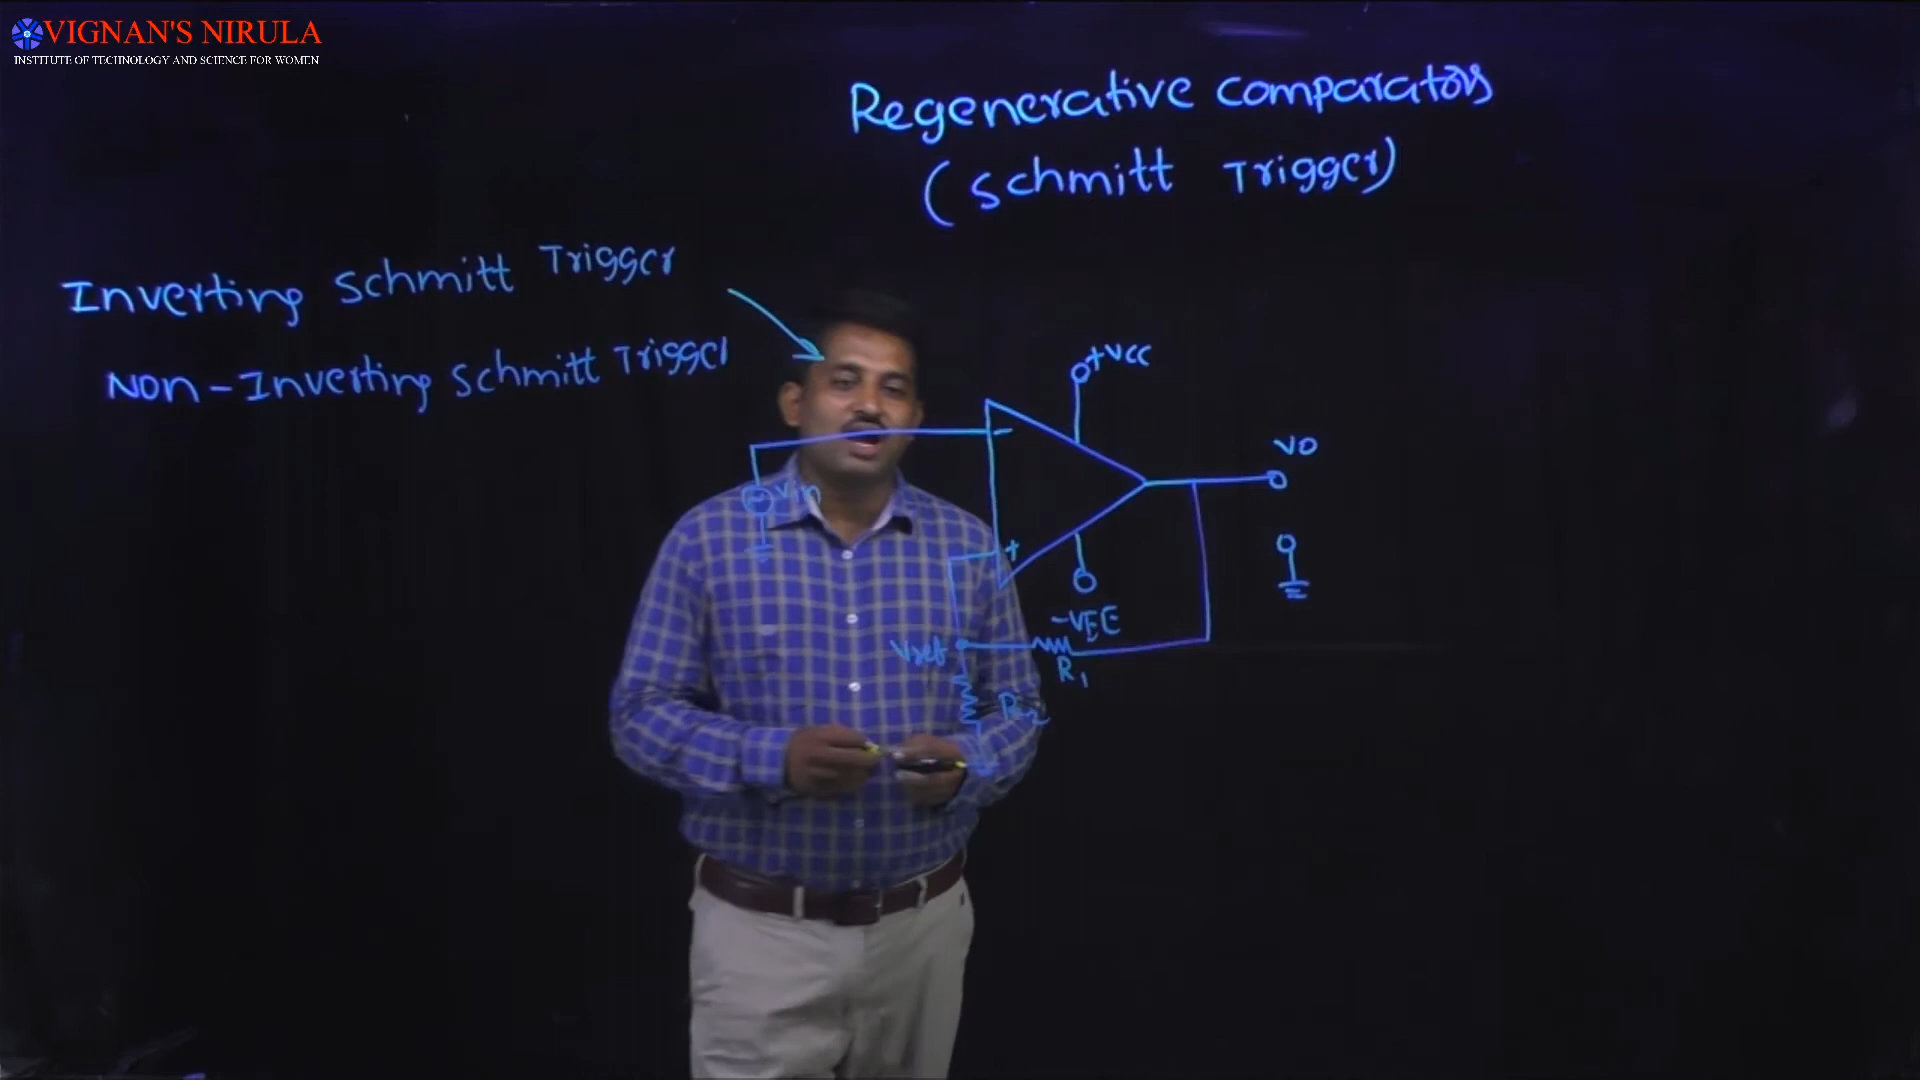 VIGNAN'S NIRULA
INSTITUTE OF TECHNOLOGY AND SCIENCE FOR WOMEN
Regenerative comparators
(Schmitt Trigger)
Inverting Schmitt Trigger
Non-Inverting Schmitt Trigger
+VCC
-
Vin
VO
+
-VEE
Vref
R1
R2